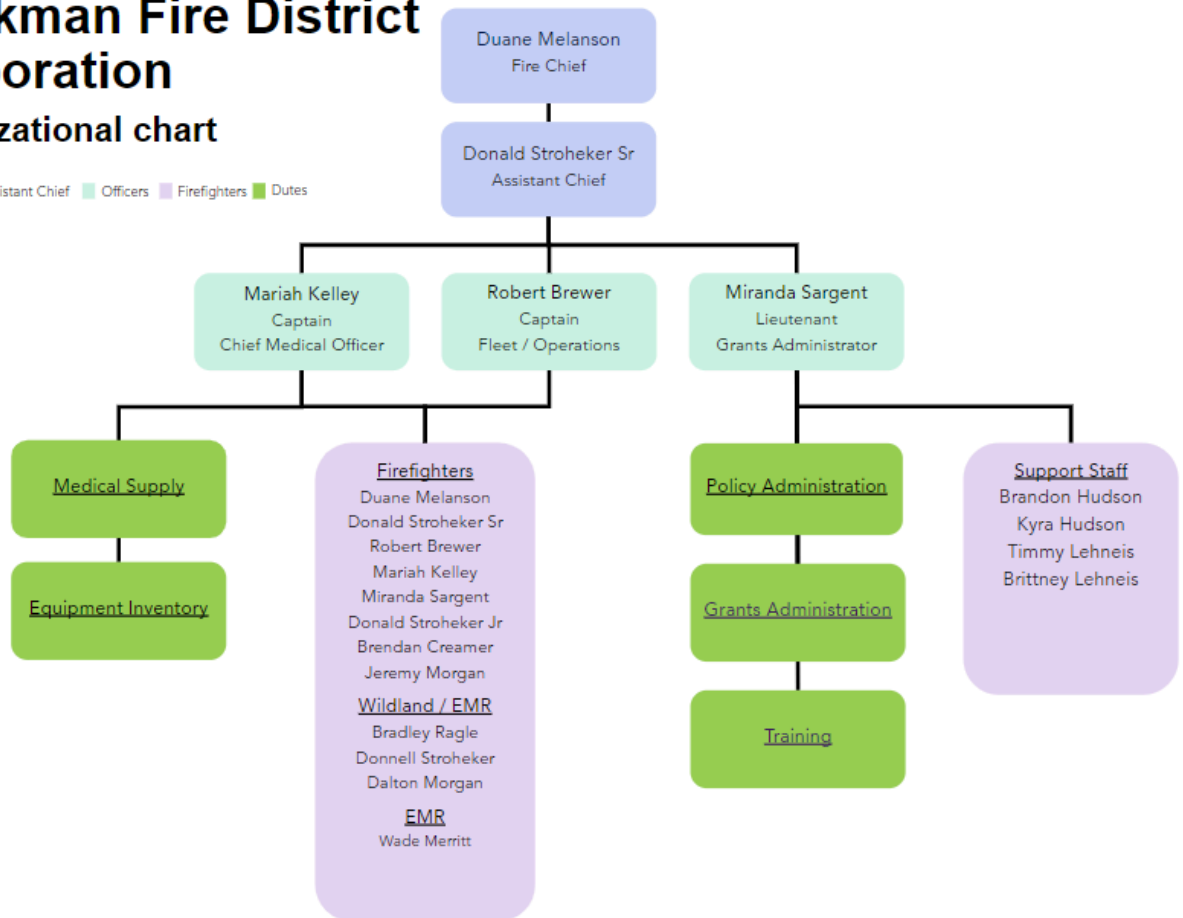 kman Fire District
oration
zational chart
istant Chief Officers Firefighters Dutes
Duane Melanson
Fire Chief
Donald Stroheker Sr
Assistant Chief
Mariah Kelley
Captain
Chief Medical Officer
Robert Brewer
Captain
Fleet / Operations
Miranda Sargent
Lieutenant
Grants Administrator
Medical Supply
Equipment Inventory
Firefighters
Duane Melanson
Donald Stroheker Sr
Robert Brewer
Mariah Kelley
Miranda Sargent
Donald Stroheker Jr
Brendan Creamer
Jeremy Morgan
Wildland / EMR
Bradley Ragle
Donnell Stroheker
Dalton Morgan
EMR
Wade Merritt
Policy Administration
Grants Administration
Training
Support Staff
Brandon Hudson
Kyra Hudson
Timmy Lehneis
Brittney Lehneis